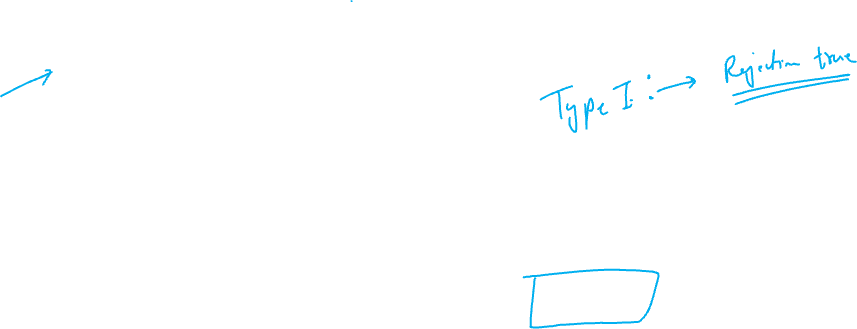 Type I : → Rejection true